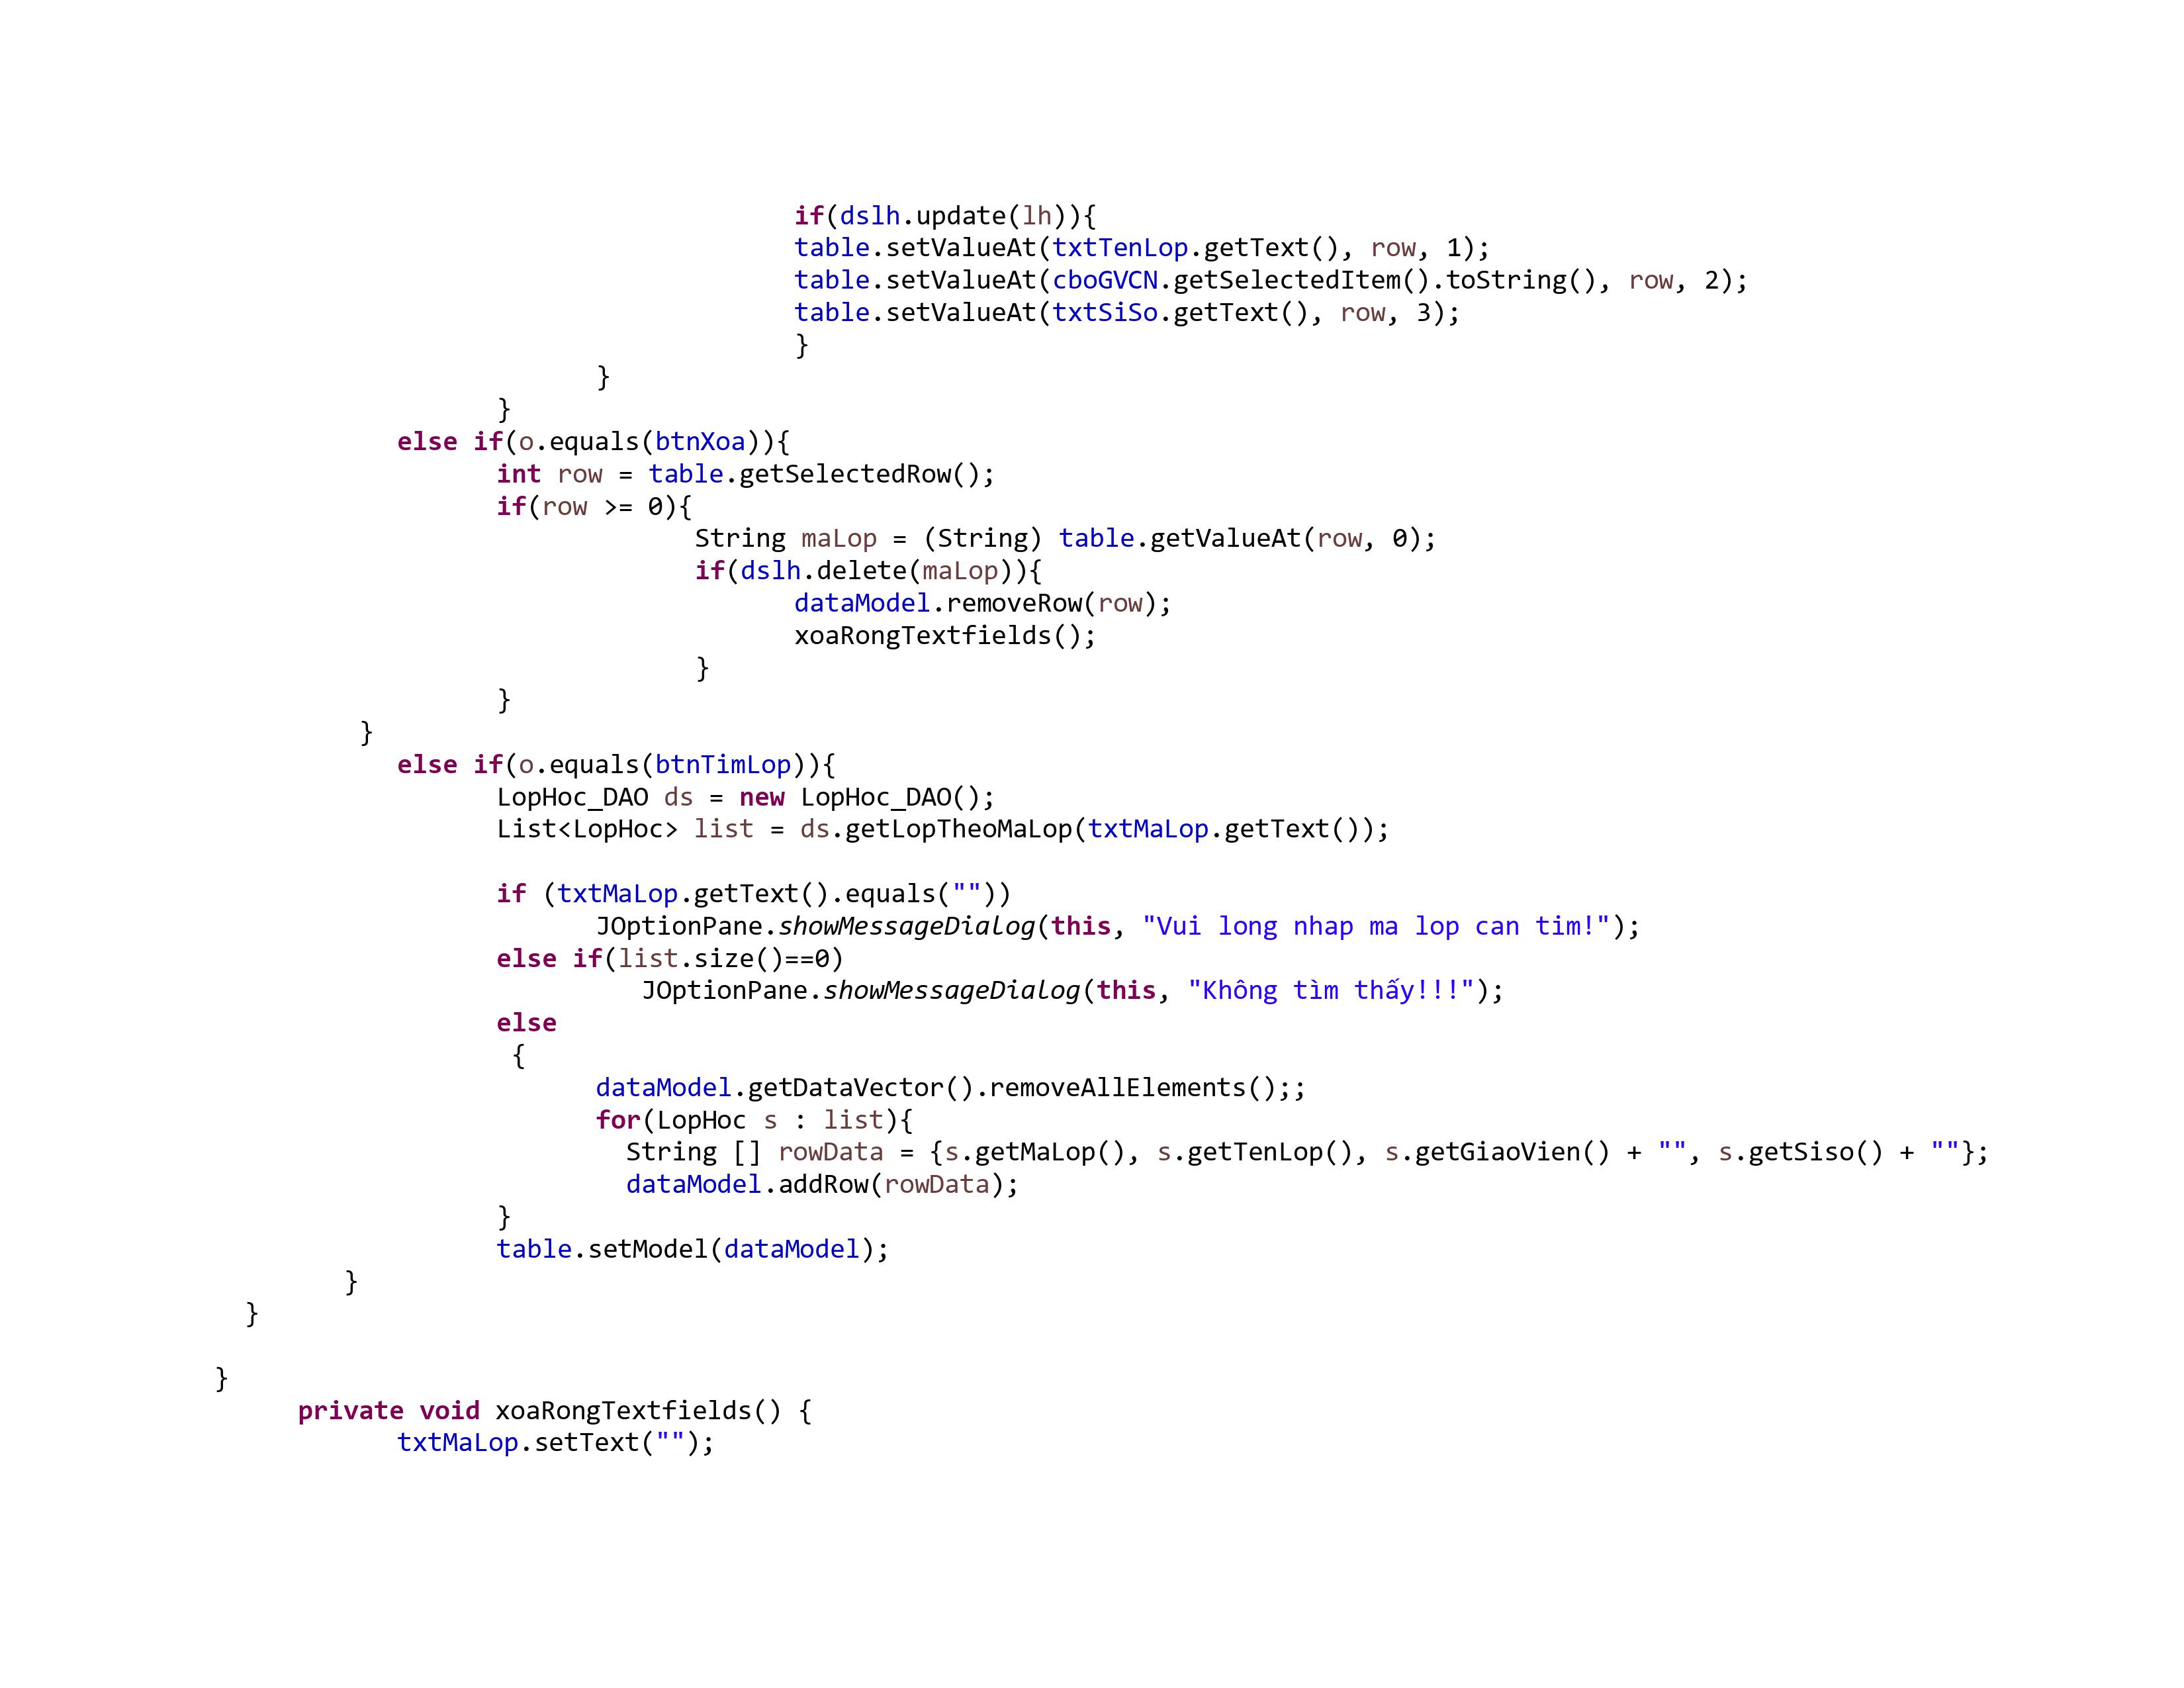 if(dslh.update(lh)){
table.setValueAt(txtTenLop.getText(), row, 1);
table.setValueAt(cboGVCN.getSelectedItem().toString(), row, 2);
table.setValueAt(txtSiSo.getText(), row, 3);
}
}
}
else if(o.equals(btnXoa)){
int row = table.getSelectedRow();
if(row >= 0){
String maLop = (String) table.getValueAt(row, 0);
if(dslh.delete(maLop)){
dataModel.removeRow(row);
xoaRongTextfields();
}
}
}
else if(o.equals(btnTimLop)){
LopHoc_DAO ds = new LopHoc_DAO();
List<LopHoc> list = ds.getLopTheoMaLop(txtMaLop.getText());
if (txtMaLop.getText().equals(""))
JOptionPane.showMessageDialog(this, "Vui long nhap ma lop can tim!");
else if(list.size()==0)
JOptionPane.showMessageDialog(this, "Không tìm thấy!!!");
else
{
dataModel.getDataVector().removeAllElements();;
for(LopHoc s : list){
String [] rowData = {s.getMaLop(), s.getTenLop(), s.getGiaoVien() + "", s.getSiso() + ""};
dataModel.addRow(rowData);
}
table.setModel(dataModel);
}
}
}
private void xoaRongTextfields() {
txtMaLop.setText("");